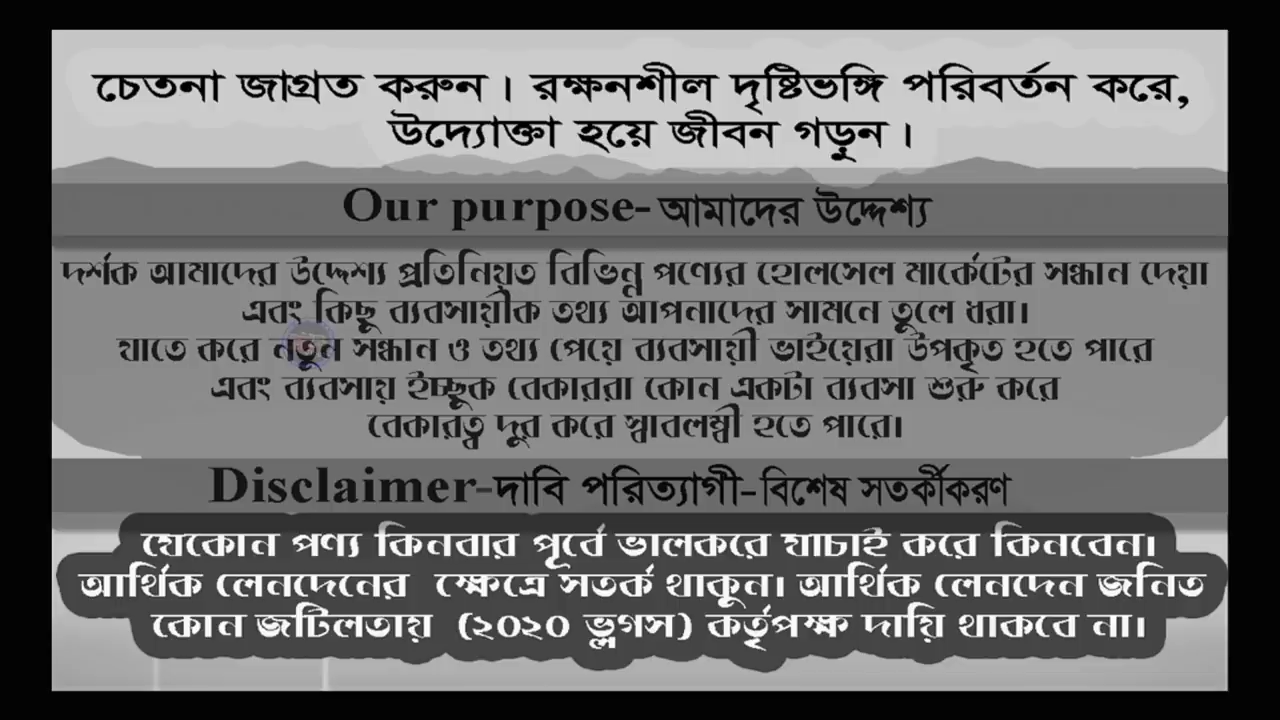 চেতনা জাগ্রত করুন। রক্ষনশীল দৃষ্টিভঙ্গি পরিবর্তন করে,
উদ্যোক্তা হয়ে জীবন গড়ুন।
Our purpose-আমাদের উদ্দেশ্য
দর্শক আমাদের উদ্দেশ্য প্রতিনিয়ত বিভিন্ন পণ্যের হোলসেল মার্কেটের সন্ধান দেয়া
এবং কিছু ব্যবসায়ীক তথ্য আপনাদের সামনে তুলে ধরা।
যাতে করে নতুন সন্ধান ও তথ্য পেয়ে ব্যবসায়ী ভাইয়েরা উপকৃত হতে পারে
এবং ব্যবসায় ইচ্ছুক বেকাররা কোন একটা ব্যবসা শুরু করে
বেকারত্ব দুর করে স্বাবলম্বী হতে পারে।
Disclaimer-দাবি পরিত্যাগী-বিশেষ সতর্কীকরণ
যেকোন পণ্য কিনবার পূর্বে ভালকরে যাচাই করে কিনবেন।
আর্থিক লেনদেনের ক্ষেত্রে সতর্ক থাকুন। আর্থিক লেনদেন জনিত
কোন জটিলতায় (২০২০ ভ্লগস) কর্তৃপক্ষ দায়ি থাকবে না।